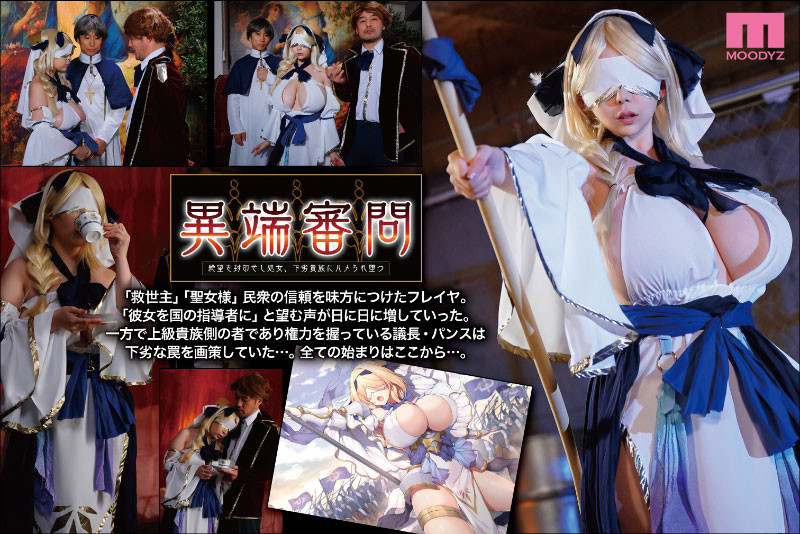 MOODYZ
異端審問
絶望を封印せし処女、下劣貴族にハメられ堕つ
「救世主」「聖女様」民衆の信頼を味方につけたフレイヤ。
「彼女を国の指導者に」と望む声が日に日に増していった。
一方で上級貴族側の者であり権力を握っている議長・バンスは
下劣な罠を画策していた…。全ての始まりはここから…。